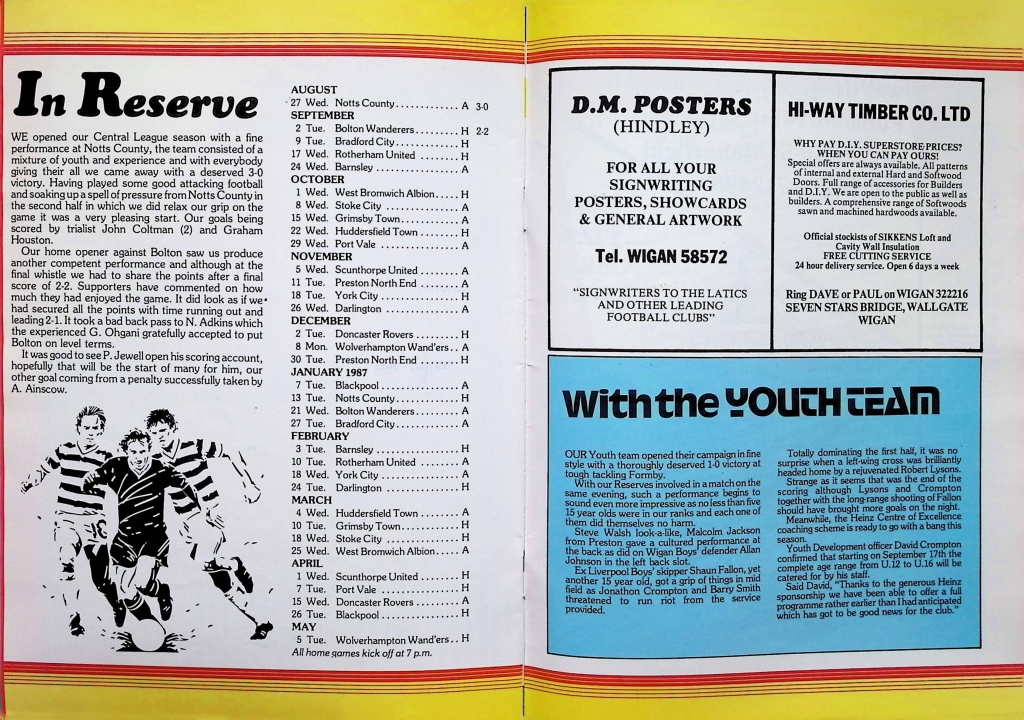 In Reserve
WE opened our Central League season with a fine
performance at Notts County, the team consisted of a
mixture of youth and experience and with everybody
giving their all we came away with a deserved 3-0
victory. Having played some good attacking football
and soaking up a spell of pressure from Notts County in
the second half in which we did relax our grip on the
game it was a very pleasing start. Our goals being
scored by trialist John Coltman (2) and Graham
Houston.
Our home opener against Bolton saw us produce
another competent performance and although at the
final whistle we had to share the points after a final
score of 2-2. Supporters have commented on how
much they had enjoyed the game. It did look as if we
had secured all the points with time running out and
leading 2-1. It took a bad back pass to N. Adkins which
the experienced G. Ohgani gratefully accepted to put
Bolton on level terms.
It was good to see P. Jewell open his scoring account,
hopefully that will be the start of many for him, our
other goal coming from a penalty successfully taken by
A. Ainscow.
AUGUST
27 Wed. Notts County............ A 3-0
SEPTEMBER
2 Tue. Bolton Wanderers........ H 2-2
9 Tue. Bradford City............ H
17 Wed. Rotherham United ....... H
24 Wed. Barnsley ................ A
OCTOBER
1 Wed. West Bromwich Albion..... H
8 Wed. Stoke City .............. A
15 Wed. Grimsby Town........... A
22 Wed. Huddersfield Town ....... H
29 Wed. Port Vale ............... A
NOVEMBER
5 Wed. Scunthorpe United ....... A
11 Tue. Preston North End ....... A
18 Tue. York City ............... H
26 Wed. Darlington .............. A
DECEMBER
2 Tue. Doncaster Rovers ........ H
8 Mon. Wolverhampton Wand'ers.. A
30 Tue. Preston North End ....... H
JANUARY 1987
7 Tue. Blackpool ............... A
13 Tue. Notts County............ H
21 Wed. Bolton Wanderers........ A
27 Tue. Bradford City............ A
FEBRUARY
3 Tue. Barnsley ................ H
10 Tue. Rotherham United ....... A
18 Wed. York City ............... A
24 Tue. Darlington .............. H
MARCH
4 Wed. Huddersfield Town ....... A
10 Tue. Grimsby Town........... H
18 Wed. Stoke City .............. H
25 Wed. West Bromwich Albion..... A
APRIL
1 Wed. Scunthorpe United ....... H
7 Tue. Port Vale ............... H
15 Wed. Doncaster Rovers ........ A
26 Tue. Blackpool ............... H
MAY
5 Tue. Wolverhampton Wand'ers.. H
All home games kick off at 7 p.m.
D.M. POSTERS
(HINDLEY)
FOR ALL YOUR
SIGNWRITING
POSTERS, SHOWCARDS
& GENERAL ARTWORK
Tel. WIGAN 58572
“SIGNWRITERS TO THE LATICS
AND OTHER LEADING
FOOTBALL CLUBS”
HI-WAY TIMBER CO. LTD
WHY PAY D.I.Y. SUPERSTORE PRICES?
WHEN YOU CAN PAY OURS!
Special offers are always available. All patterns
of internal and external Hard and Softwood
Doors. Full range of accessories for Builders
and D.I.Y. We are open to the public as well as
builders. A comprehensive range of Softwoods
sawn and machined hardwoods available.
Official stockists of SIKKENS Loft and
Cavity Wall Insulation
FREE CUTTING SERVICE
24 hour delivery service. Open 6 days a week
Ring DAVE or PAUL on WIGAN 322216
SEVEN STARS BRIDGE, WALLGATE
WIGAN
With the YOUTH TEAM
OUR Youth team opened their campaign in fine
style with a thoroughly deserved 1-0 victory at
tough tackling Formby.
With our Reserves involved in a match on the
same evening, such a performance begins to
sound even more impressive as no less than five
15 year olds were in our ranks and each one of
them did themselves no harm.
Steve Walsh look-a-like, Malcolm Jackson
from Preston gave a cultured performance at
the back as did on Wigan Boys' defender Allan
Johnson in the left back slot.
Ex Liverpool Boys' skipper Shaun Fallon, yet
another 15 year old, got a grip of things in mid
field as Jonathon Crompton and Barry Smith
threatened to run riot from the service
provided.
Totally dominating the first half, it was no
surprise when a left-wing cross was brilliantly
headed home by a rejuvenated Robert Lysons.
Strange as it seems that was the end of the
scoring although Lysons and Crompton
together with the long-range shooting of Fallon
should have brought more goals on the night.
Meanwhile, the Heinz Centre of Excellence
coaching scheme is ready to go with a bang this
season.
Youth Development officer David Crompton
confirmed that starting on September 17th the
complete age range from U.12 to U.16 will be
catered for by his staff.
Said David, “Thanks to the generous Heinz
sponsorship we have been able to offer a full
programme rather earlier than I had anticipated
which has got to be good news for the club.”